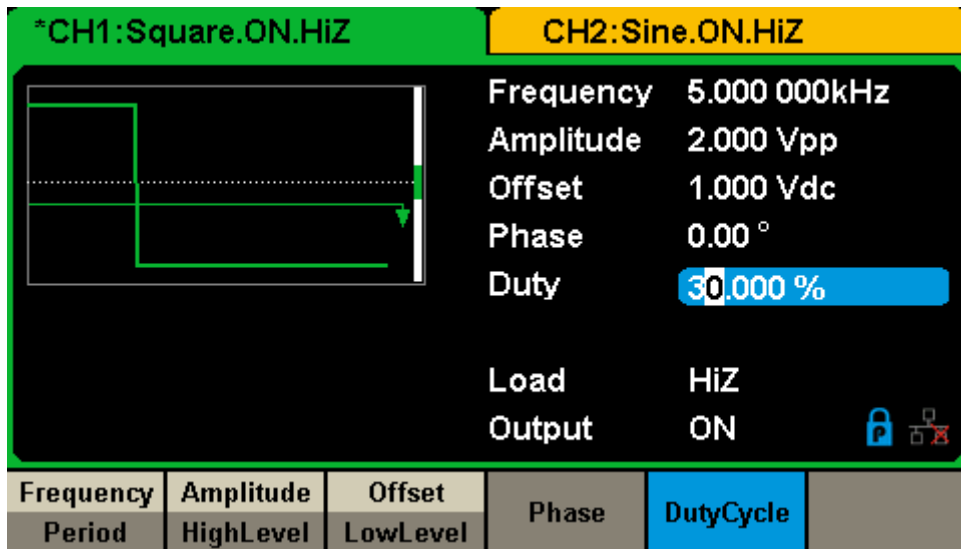 *CH1:Square.ON.HiZ
CH2:Sine.ON.HiZ
Frequency 5.000 000kHz
Amplitude 2.000 Vpp
Offset 1.000 Vdc
Phase 0.00 °
Duty 30.000 %
Load HiZ
Output ON
P
Frequency Amplitude Offset
Phase DutyCycle
Period HighLevel LowLevel